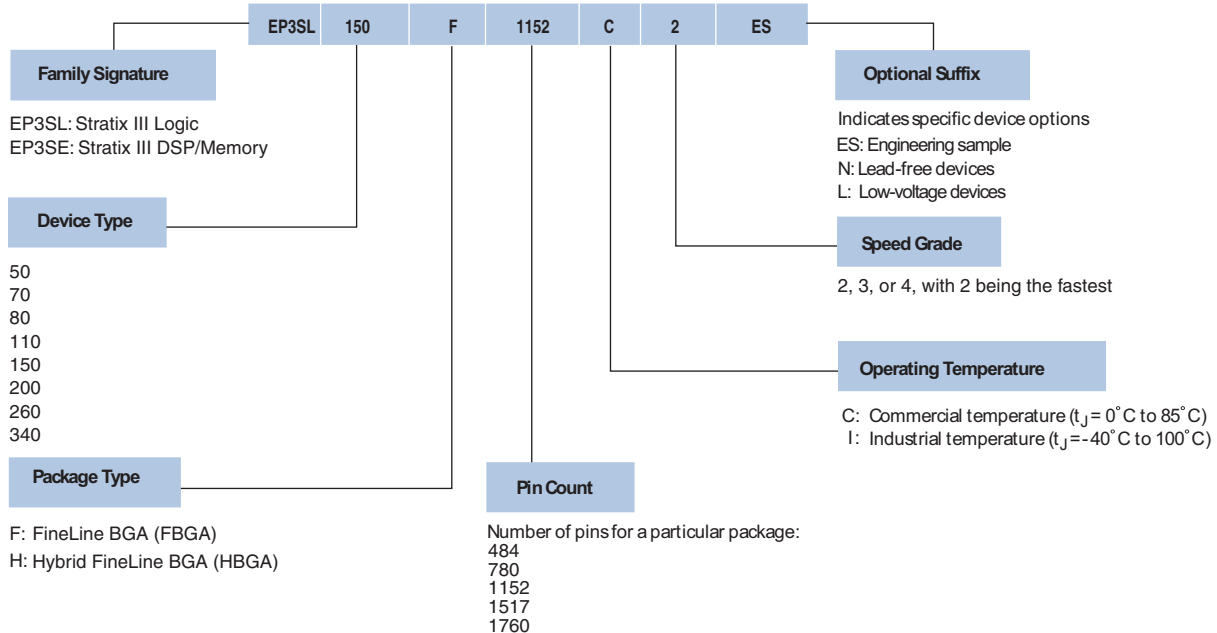 EP3SL 150 F 1152 C 2 ES
Family Signature
EP3SL: Stratix III Logic
EP3SE: Stratix III DSP/Memory
Device Type
50
70
80
110
150
200
260
340
Package Type
F: FineLine BGA (FBGA)
H: Hybrid FineLine BGA (HBGA)
Pin Count
Number of pins for a particular package:
484
780
1152
1517
1760
Optional Suffix
Indicates specific device options
ES: Engineering sample
N: Lead-free devices
L: Low-voltage devices
Speed Grade
2, 3, or 4, with 2 being the fastest
Operating Temperature
C: Commercial temperature (tJ = 0°C to 85°C)
I: Industrial temperature (tJ = -40°C to 100°C)